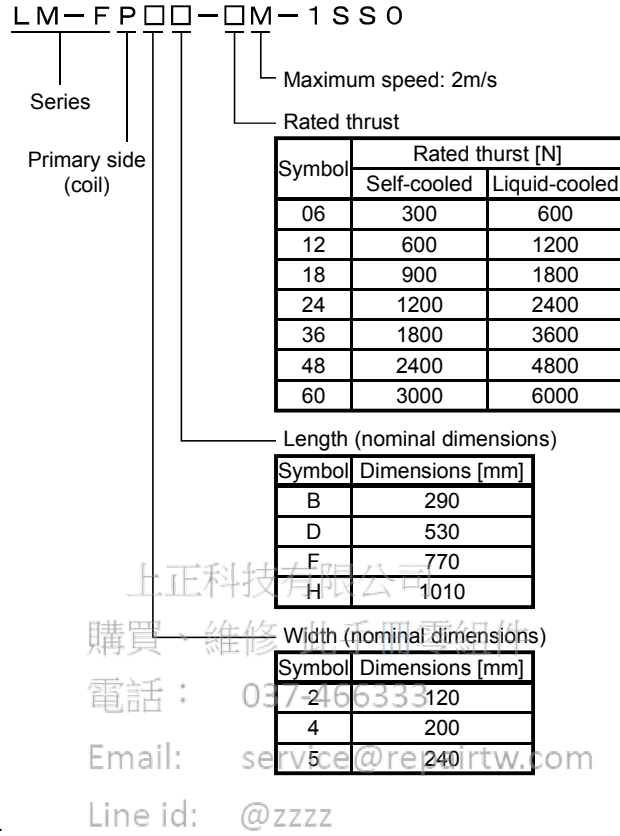 LM-FP□□-□M-1SS0
Maximum speed: 2m/s
Series
Rated thrust
Primary side
(coil)
Symbol Rated thurst [N]
Self-cooled Liquid-cooled
06 300 600
12 600 1200
18 900 1800
24 1200 2400
36 1800 3600
48 2400 4800
60 3000 6000
Length (nominal dimensions)
Symbol Dimensions [mm]
B 290
D 530
F 770
H 1010
上正科技有限公司
Width (nominal dimensions)
購買、維修 此手冊零組件
Symbol Dimensions [mm]
2 120
4 200
5 240
電話： 037-466333
Email: service@repairtw.com
Line id: @zzzz